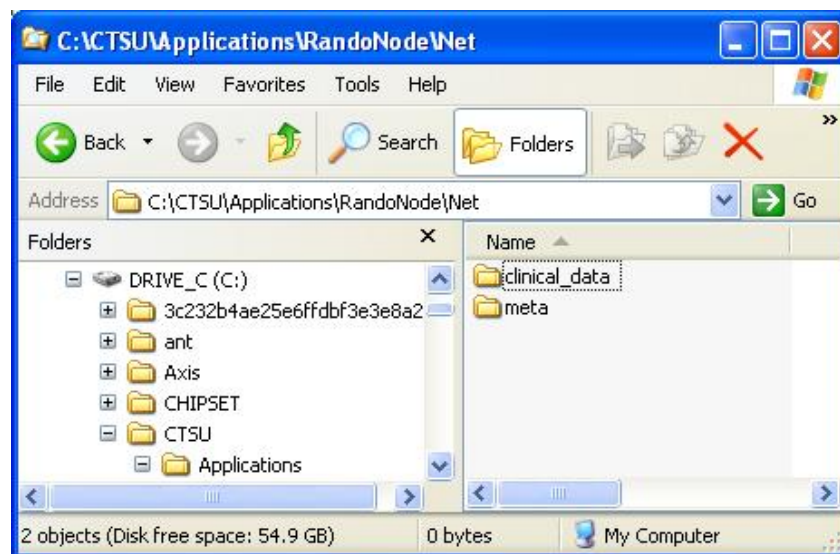 C:\CTSU\Applications\RandoNode\Net
File Edit View Favorites Tools Help
Back Search Folders »
Address C:\CTSU\Applications\RandoNode\Net Go
Folders × Name
DRIVE_C (C:) clinical_data
3c232b4ae25e6ffdbf3e3e8a2 meta
ant
Axis
CHIPSET
CTSU
Applications
2 objects (Disk free space: 54.9 GB) 0 bytes My Computer